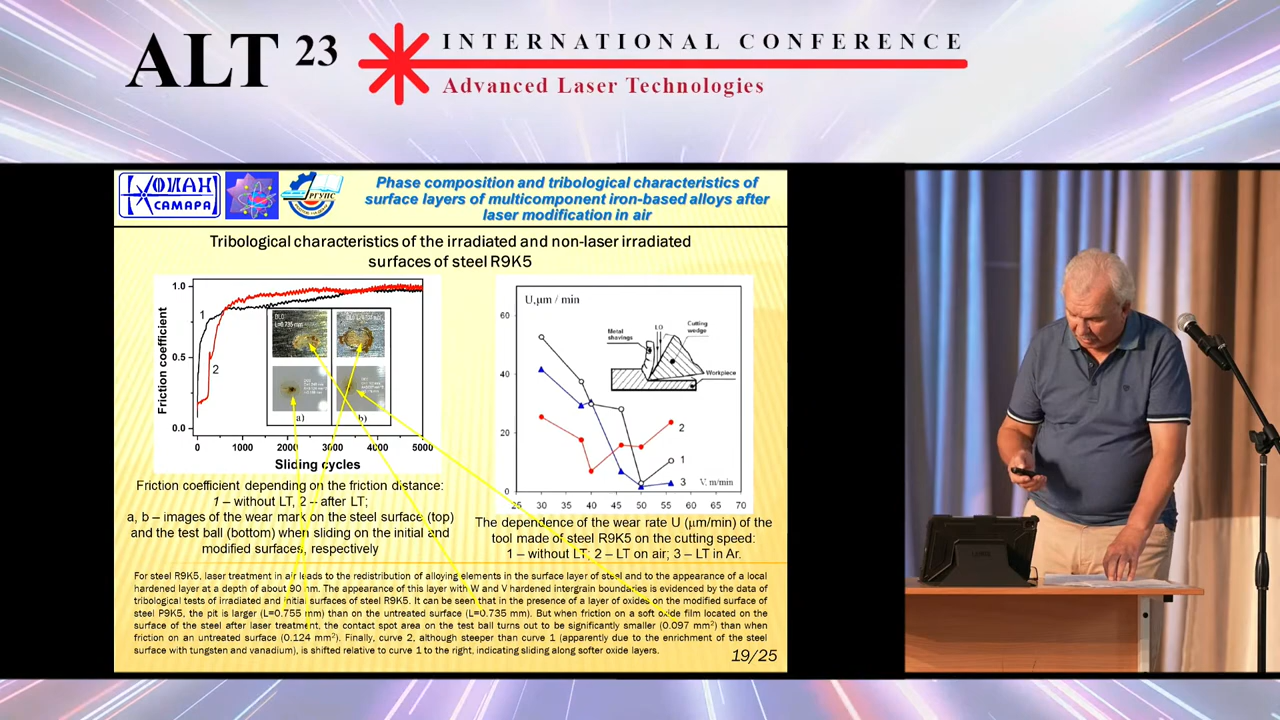 ALT 23
INTERNATIONAL CONFERENCE
Advanced Laser Technologies
ФИАН
САМАРА
РГУПС
Phase composition and tribological characteristics of
surface layers of multicomponent iron-based alloys after
laser modification in air
Tribological characteristics of the irradiated and non-laser irradiated
surfaces of steel R9K5
Friction coefficient
1.0
0.5
0.0
1
2
L=0.735 mm
a)
b)
0 1000 2000 3000 4000 5000
Sliding cycles
U,μm / min
60
40
20
0
Metal
shavings
LO
Cutting
wedge
Workpiece
2
1
3
V, m/min
25 30 35 40 45 50 55 60 65 70
Friction coefficient depending on the friction distance:
1 – without LT, 2 – after LT;
a, b – images of the wear mark on the steel surface (top)
and the test ball (bottom) when sliding on the initial and
modified surfaces, respectively
The dependence of the wear rate U (μm/min) of the
tool made of steel R9K5 on the cutting speed:
1 – without LT; 2 – LT on air; 3 – LT in Ar.
For steel R9K5, laser treatment in air leads to the redistribution of alloying elements in the surface layer of steel and to the appearance of a local
hardened layer at a depth of about 90 nm. The appearance of this layer with W and V hardened intergrain boundaries is evidenced by the data of
tribological tests of irradiated and initial surfaces of steel R9K5. It can be seen that in the presence of a layer of oxides on the modified surface of
steel P9K5, the pit is larger (L=0.755 mm) than on the untreated surface (L=0.735 mm). But when friction on a soft oxide film located on the
surface of the steel after laser treatment, the contact spot area on the test ball turns out to be significantly smaller (0.097 mm²) than when
friction on an untreated surface (0.124 mm²). Finally, curve 2, although steeper than curve 1 (apparently due to the enrichment of the steel
surface with tungsten and vanadium), is shifted relative to curve 1 to the right, indicating sliding along softer oxide layers.
19/25